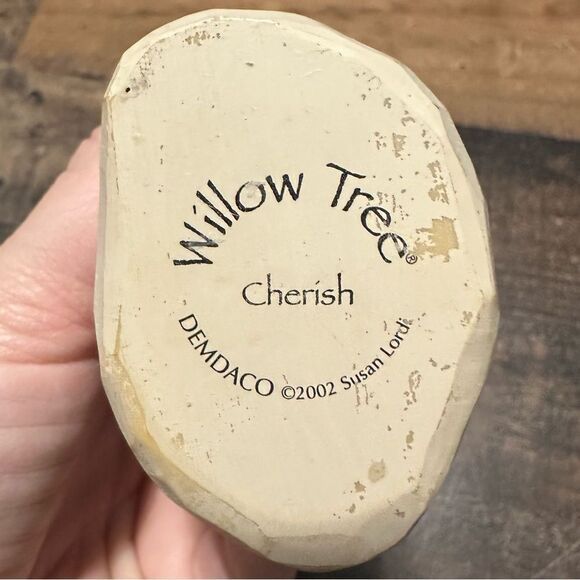 Willow Tree®
Cherish
DEMDACO ©2002 Susan Lordi